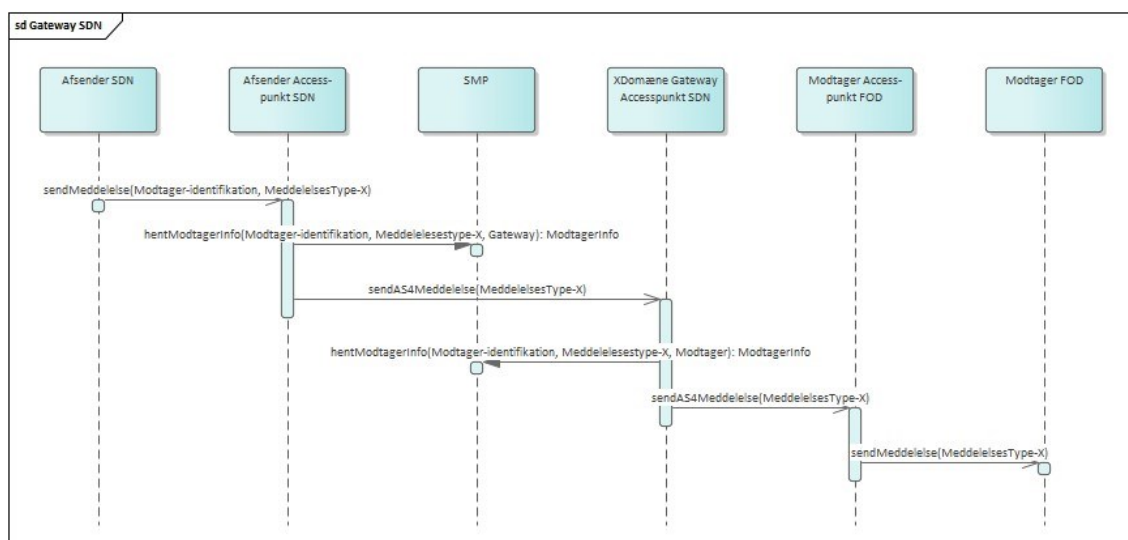 sd Gateway SDN
Afsender SDN
Afsender Access-
punkt SDN
SMP
XDomæne Gateway
Accesspunkt SDN
Modtager Access-
punkt FOD
Modtager FOD
sendMeddelelse(Modtager-identifikation, MeddelelsesType-X)
hentModtagerInfo(Modtager-identifikation, Meddelelesestype-X, Gateway): ModtagerInfo
sendAS4Meddelelse(MeddelelsesType-X)
hentModtagerInfo(Modtager-identifikation, Meddelelesestype-X, Modtager): ModtagerInfo
sendAS4Meddelelse(MeddelelsesType-X)
sendMeddelelse(MeddelelsesType-X)